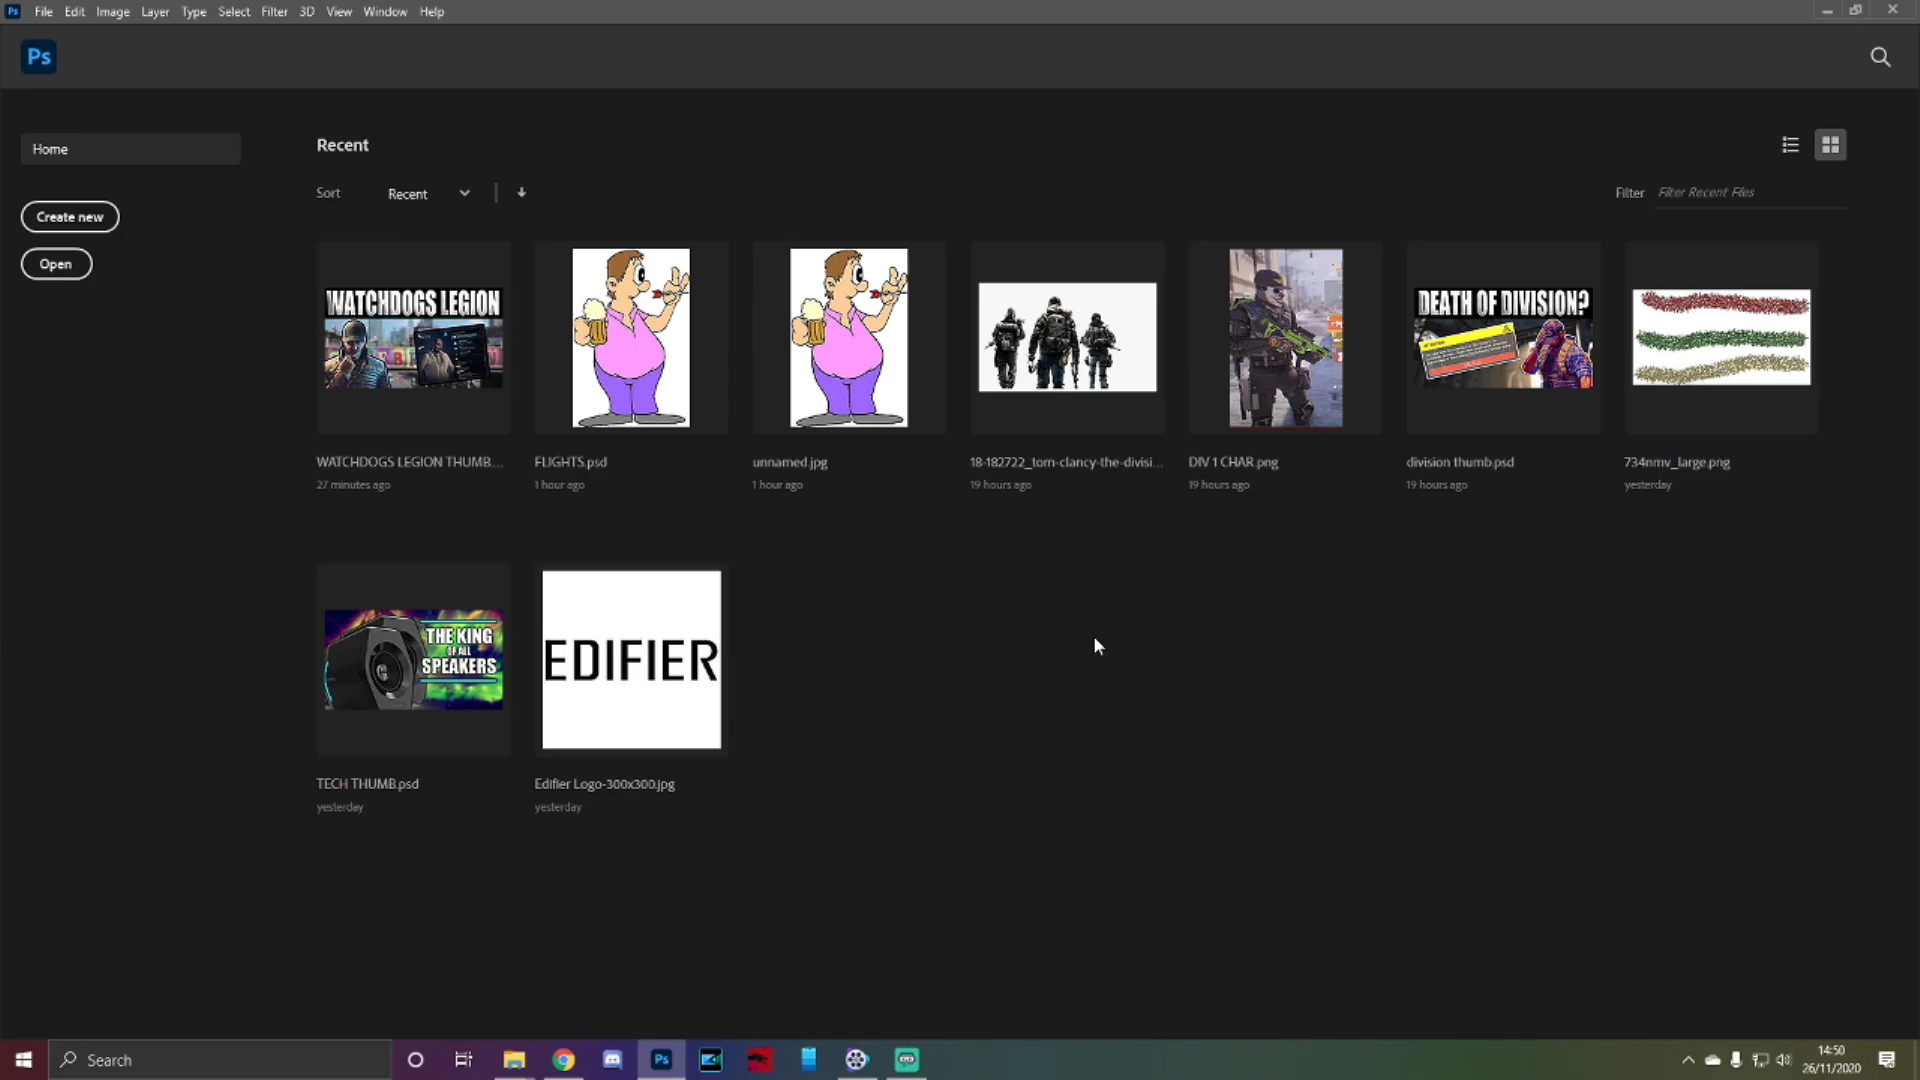 Ps File Edit Image Layer Type Select Filter 3D View Window Help
Ps
Home
Recent
Sort Recent
Filter Filter Recent Files
Create new
Open
WATCHDOGS LEGION
DEATH OF DIVISION?
WATCHDOGS LEGION THUMB....
FLIGHTS.psd
unnamed.jpg
18-182722_tom-clancy-the-divisi...
DIV 1 CHAR.png
division thumb.psd
734nmv_large.png
27 minutes ago
1 hour ago
1 hour ago
19 hours ago
19 hours ago
19 hours ago
yesterday
THE KING
OF ALL
SPEAKERS
EDIFIER
TECH THUMB.psd
Edifier Logo-300x300.jpg
yesterday
yesterday
Search
Ps
14:50
26/11/2020